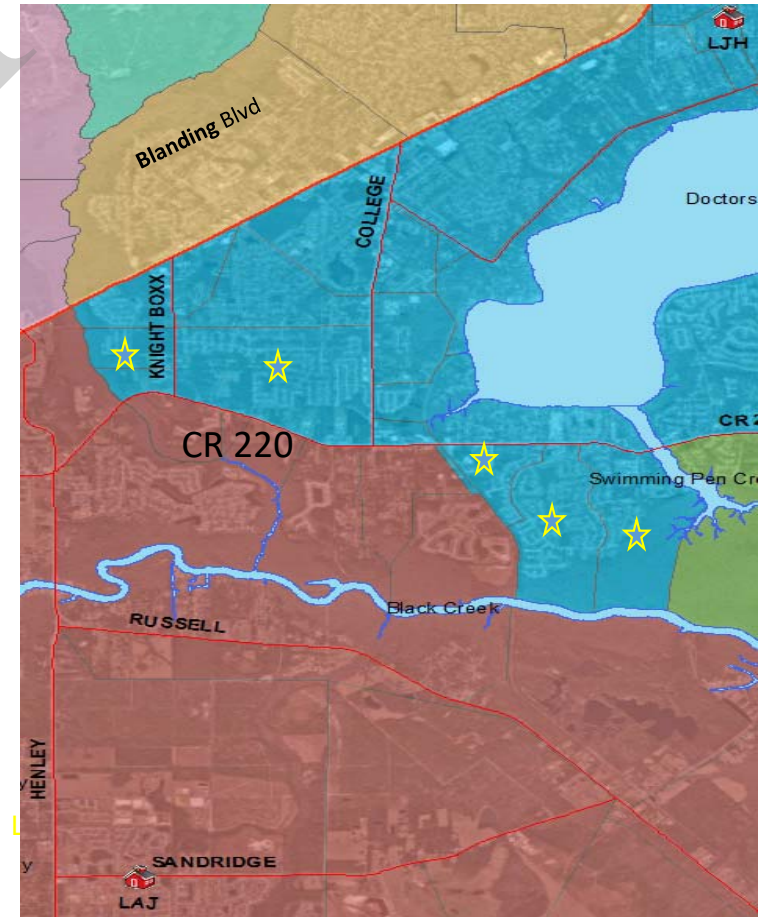 LJH
Blanding Blvd
Doctors
COLLEGE
KNIGHT BOXX
CR 2
CR 220
Swimming Pen Cre
Black Creek
RUSSELL
HENLEY
y
L
y
SANDRIDGE
LAJ